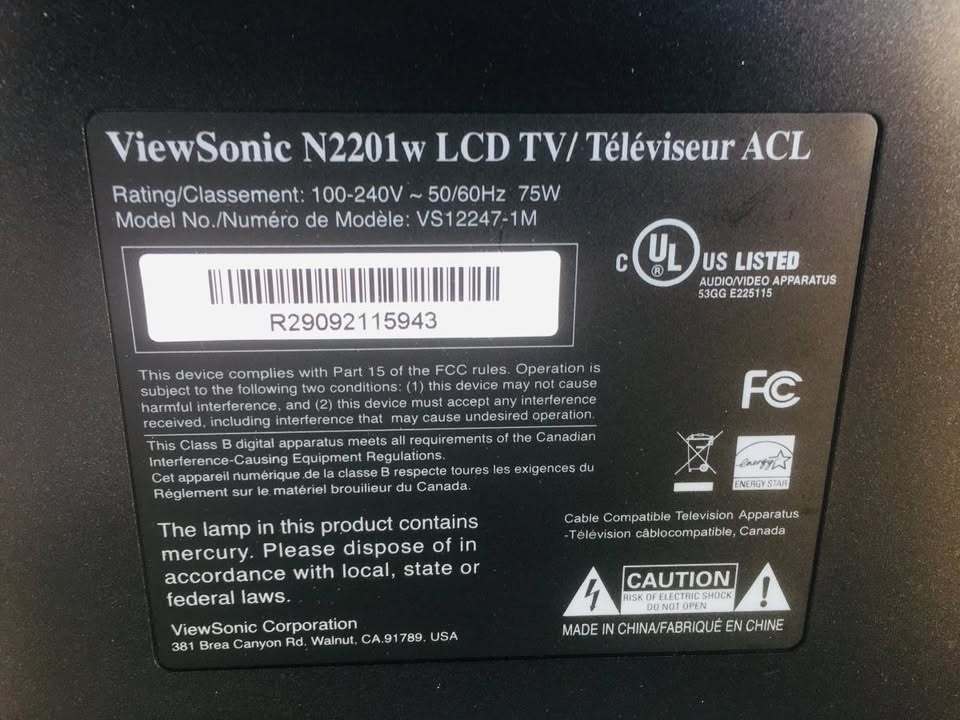 ViewSonic N2201w LCD TV/ Téléviseur ACL
Rating/Classement: 100-240V ~ 50/60Hz 75W
Model No./Numéro de Modèle: VS12247-1M
C UL ® US LISTED
AUDIO/VIDEO APPARATUS
53GG E225115
R29092115943
This device complies with Part 15 of the FCC rules. Operation is
subject to the following two conditions: (1) this device may not cause
harmful interference, and (2) this device must accept any interference
received, including interference that may cause undesired operation.
FC
This Class B digital apparatus meets all requirements of the Canadian
Interference-Causing Equipment Regulations.
Cet appareil numérique de la classe B respecte toures les exigences du
Réglement sur le matériel brouilieur du Canada.
energy
ENERGY STAR
The lamp in this product contains
mercury. Please dispose of in
accordance with local, state or
federal laws.
Cable Compatible Television Apparatus
-Télévision câblocompatible, Canada
CAUTION
RISK OF ELECTRIC SHOCK
DO NOT OPEN
ViewSonic Corporation
381 Brea Canyon Rd. Walnut, CA.91789. USA
MADE IN CHINA/FABRIQUÉ EN CHINE